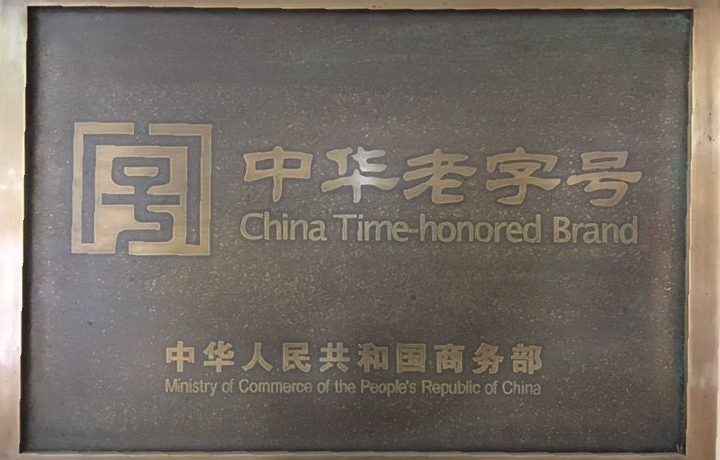 中华老字号
China Time-honored Brand
中华人民共和国商务部
Ministry of Commerce of the People's Republic of China